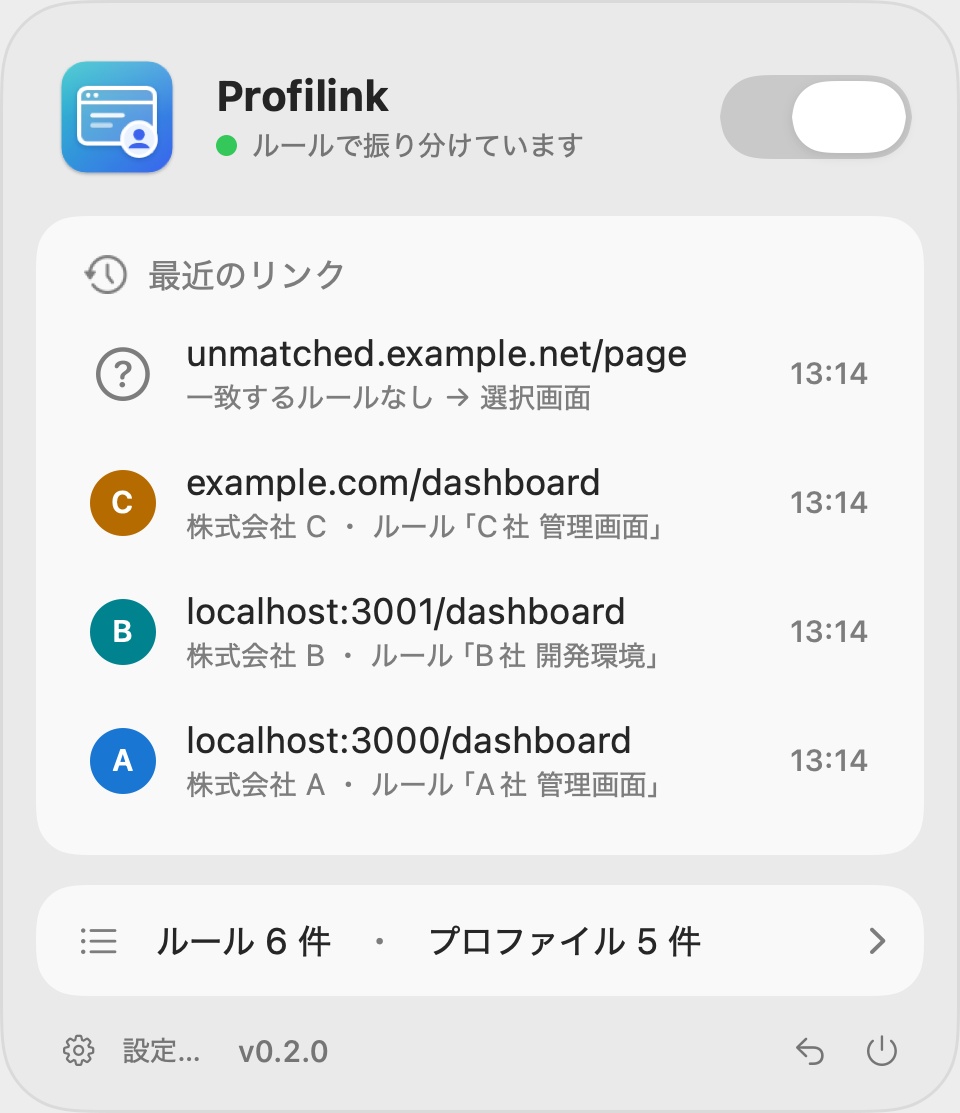 Profilink
ルールで振り分けています
最近のリンク
unmatched.example.net/page
13:14
一致するルールなし → 選択画面
C
example.com/dashboard
13:14
株式会社 C ・ ルール「C 社 管理画面」
B
localhost:3001/dashboard
13:14
株式会社 B ・ ルール「B 社 開発環境」
A
localhost:3000/dashboard
13:14
株式会社 A ・ ルール「A 社 管理画面」
ルール 6 件 ・ プロファイル 5 件
設定... v0.2.0